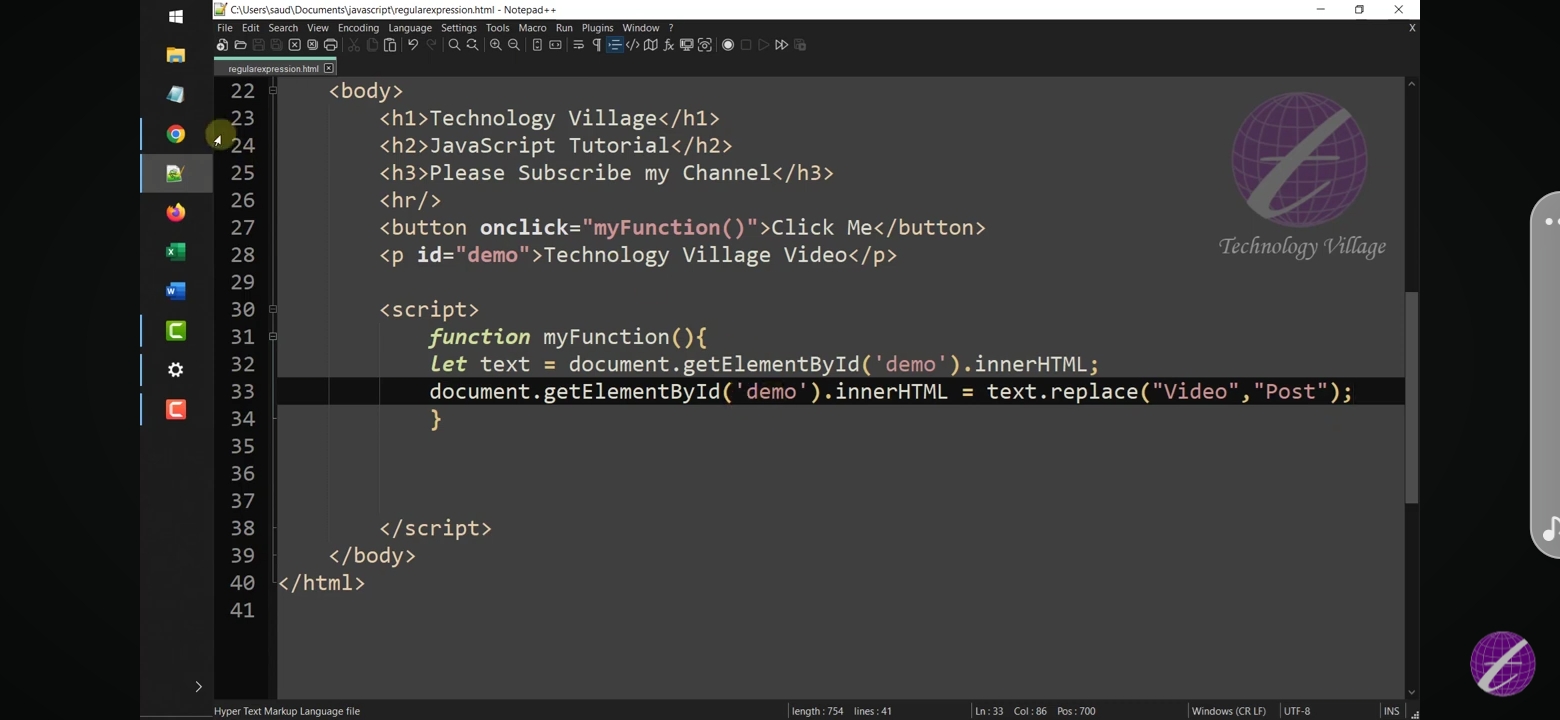 C:\Users\saud\Documents\javascript\regularexpression.html - Notepad++
File Edit Search View Encoding Language Settings Tools Macro Run Plugins Window ? X
regularexpression.html
22 <body>
23 <h1>Technology Village</h1>
24 <h2>JavaScript Tutorial</h2>
25 <h3>Please Subscribe my Channel</h3>
26 <hr/>
27 <button onclick="myFunction()">Click Me</button>
28 <p id="demo">Technology Village Video</p>
29
30 <script>
31 function myFunction(){
32 let text = document.getElementById('demo').innerHTML;
33 document.getElementById('demo').innerHTML = text.replace("Video","Post");
34 }
35
36
37
38 </script>
39 </body>
40 </html>
41
Technology Village
Hyper Text Markup Language file length : 754 lines : 41 Ln : 33 Col : 86 Pos : 700 Windows (CR LF) UTF-8 INS